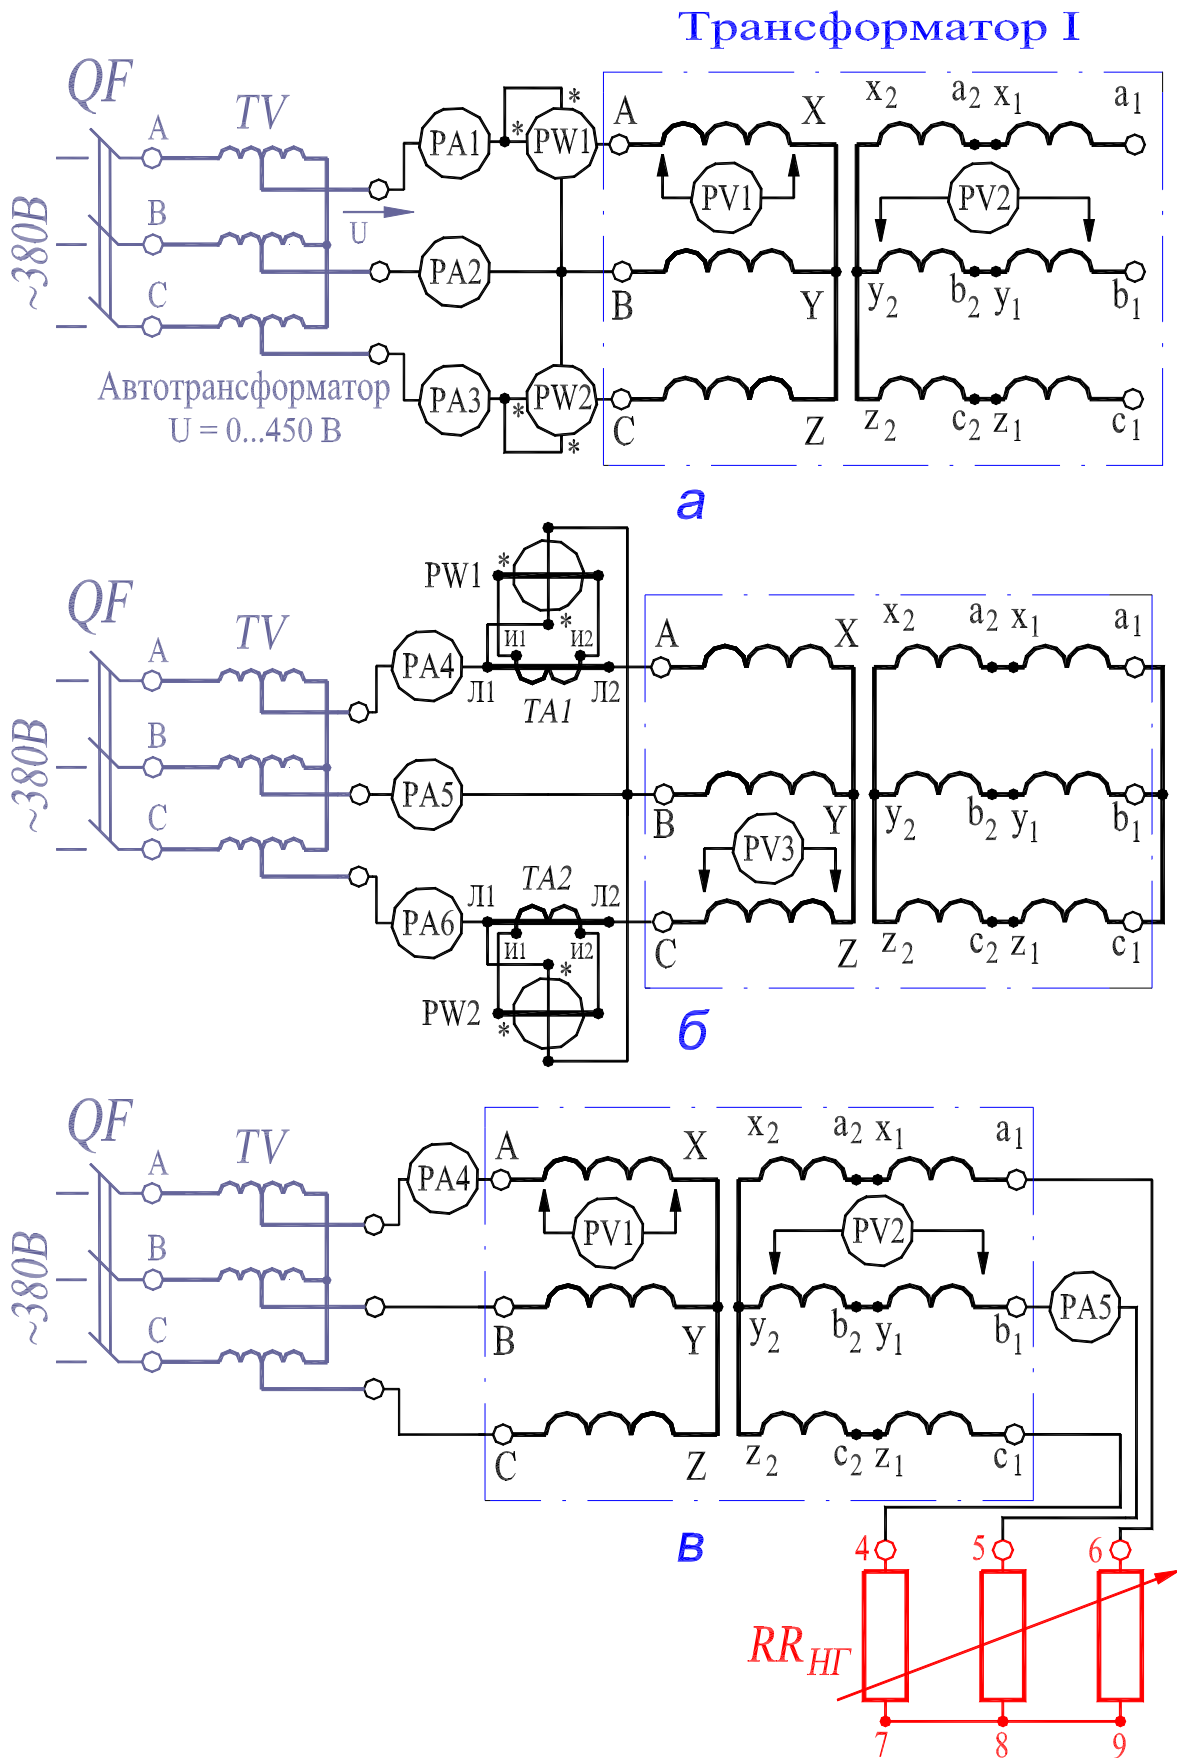 Трансформатор I
QF
TV
A
B
C
~380В
U
Автотрансформатор
U = 0...450 В
PA1
PA2
PA3
*
*
PW1
PW2
*
*
A
X
B
Y
C
Z
PV1
PV2
x2
a2
x1
a1
y2
b2
y1
b1
z2
c2
z1
c1
а
QF
TV
A
B
C
~380В
PA4
PA5
PA6
PW1
*
*
И1
И2
Л1
Л2
TA1
Л1
TA2
Л2
И1
И2
*
PW2
*
A
X
B
Y
PV3
C
Z
x2
a2
x1
a1
y2
b2
y1
b1
z2
c2
z1
c1
б
QF
TV
A
B
C
~380В
PA4
A
X
PV1
B
Y
C
Z
x2
a2
x1
a1
PV2
y2
b2
y1
b1
PA5
z2
c2
z1
c1
в
4
5
6
RRНГ
7
8
9